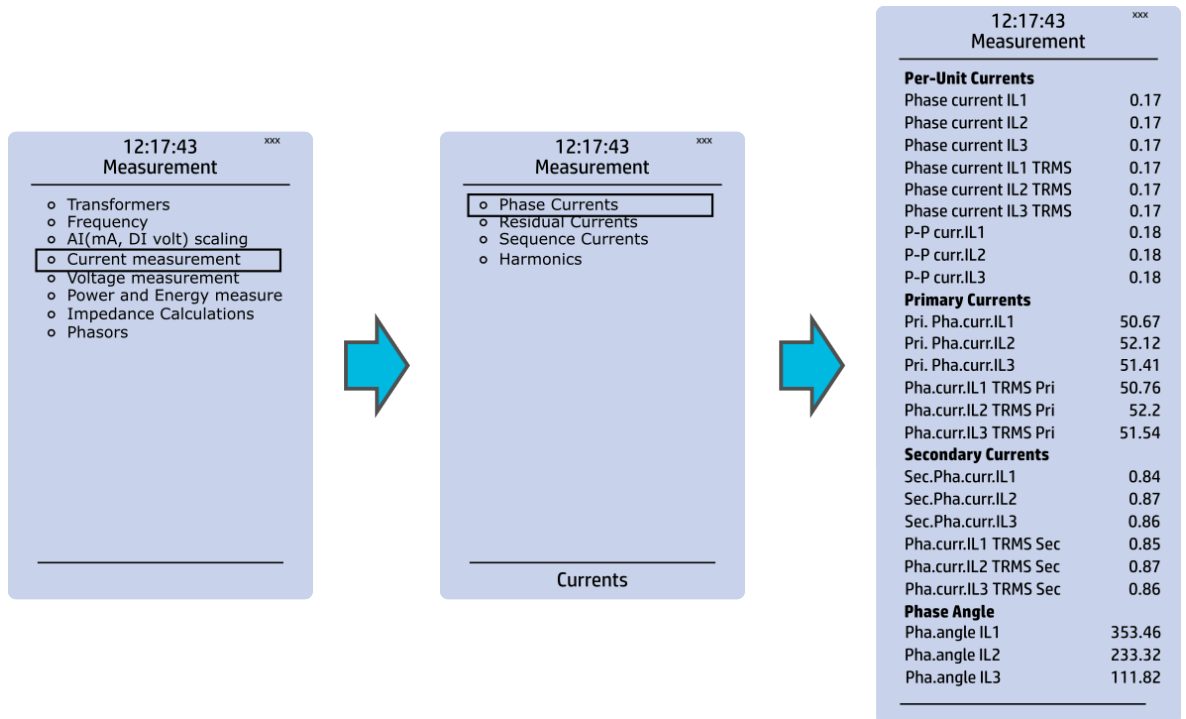 12:17:43 xxx
Measurement
Transformers
Frequency
AI(mA, DI volt) scaling
Current measurement
Voltage measurement
Power and Energy measure
Impedance Calculations
Phasors
12:17:43 xxx
Measurement
Phase Currents
Residual Currents
Sequence Currents
Harmonics
Currents
12:17:43 xxx
Measurement
Per-Unit Currents
Phase current IL1 0.17
Phase current IL2 0.17
Phase current IL3 0.17
Phase current IL1 TRMS 0.17
Phase current IL2 TRMS 0.17
Phase current IL3 TRMS 0.17
P-P curr.IL1 0.18
P-P curr.IL2 0.18
P-P curr.IL3 0.18
Primary Currents
Pri. Pha.curr.IL1 50.67
Pri. Pha.curr.IL2 52.12
Pri. Pha.curr.IL3 51.41
Pha.curr.IL1 TRMS Pri 50.76
Pha.curr.IL2 TRMS Pri 52.2
Pha.curr.IL3 TRMS Pri 51.54
Secondary Currents
Sec.Pha.curr.IL1 0.84
Sec.Pha.curr.IL2 0.87
Sec.Pha.curr.IL3 0.86
Pha.curr.IL1 TRMS Sec 0.85
Pha.curr.IL2 TRMS Sec 0.87
Pha.curr.IL3 TRMS Sec 0.86
Phase Angle
Pha.angle IL1 353.46
Pha.angle IL2 233.32
Pha.angle IL3 111.82